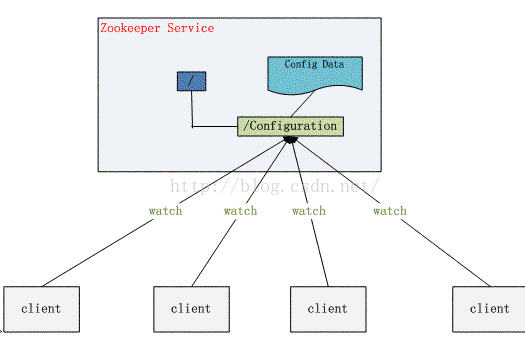 Zookeeper Service
Config Data
/
/Configuration
http://blog.csdn.net/
watch watch watch watch
client client client client